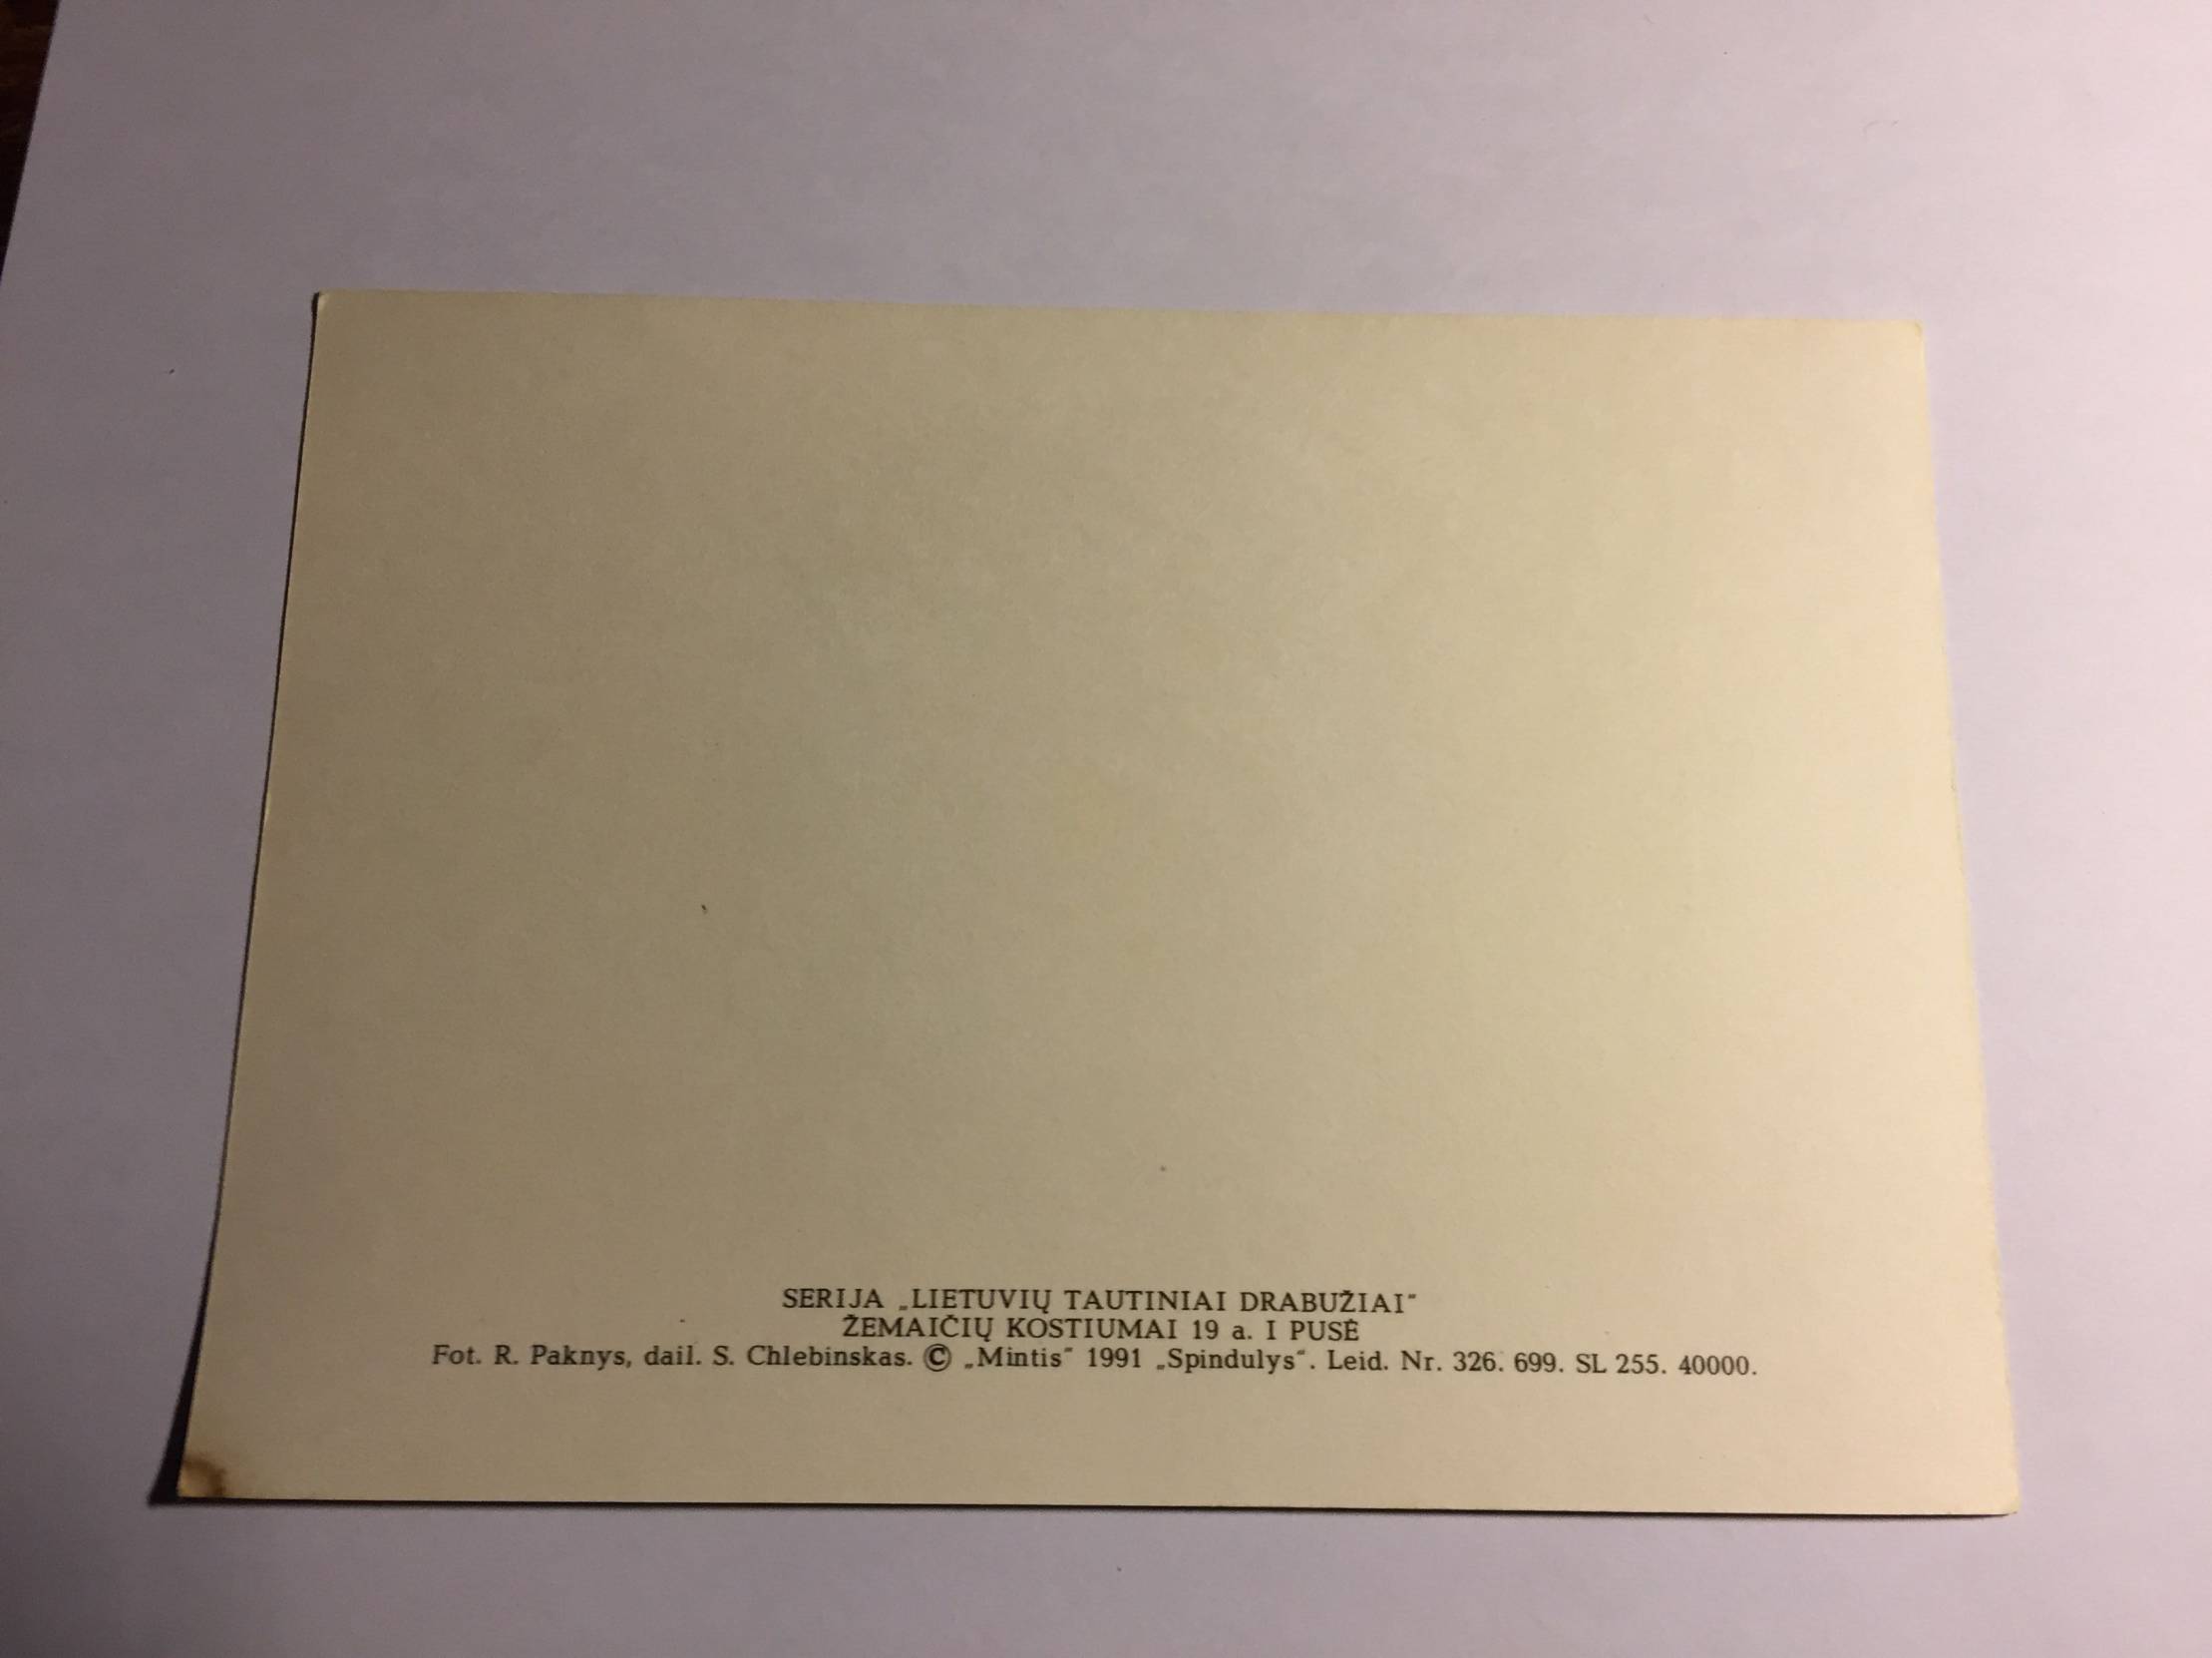 SERIJA „LIETUVIŲ TAUTINIAI DRABUŽIAI“
ŽEMAIČIŲ KOSTIUMAI 19 a. I PUSĖ
Fot. R. Paknys, dail. S. Chlebinskas. © „Mintis“ 1991 „Spindulys“. Leid. Nr. 326. 699. SL 255. 40000.